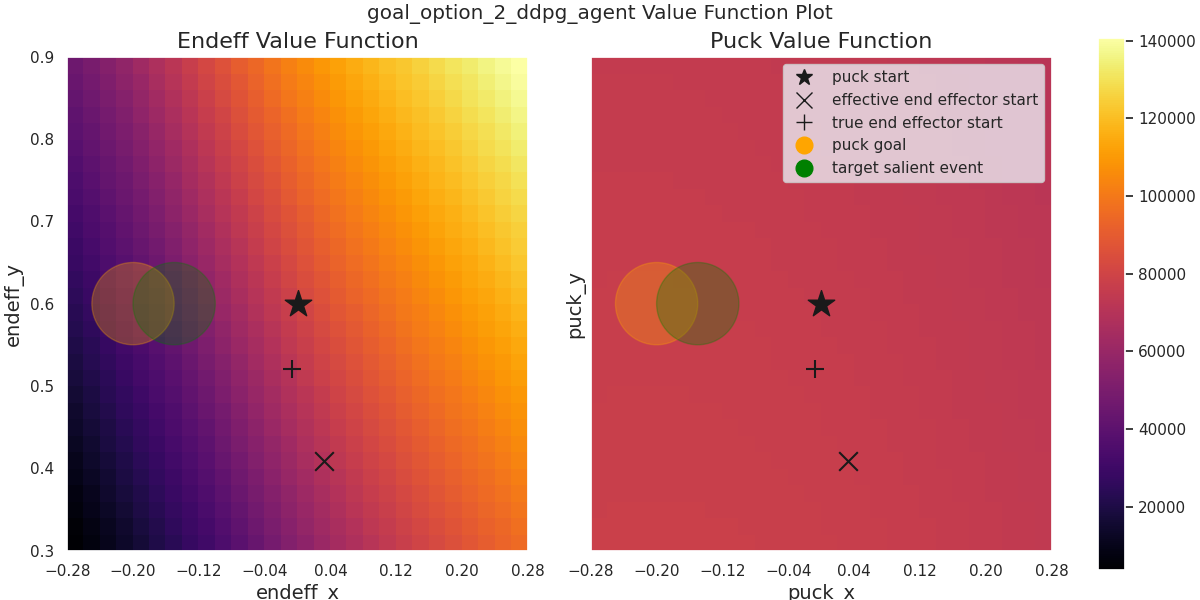 goal_option_2_ddpg_agent Value Function Plot
Endeff Value Function
Puck Value Function
puck start
effective end effector start
true end effector start
puck goal
target salient event
0.9
0.8
0.7
0.6
0.5
0.4
0.3
endeff_y
−0.28 −0.20 −0.12 −0.04 0.04 0.12 0.20 0.28
endeff_x
puck_y
−0.28 −0.20 −0.12 −0.04 0.04 0.12 0.20 0.28
puck_x
140000
120000
100000
80000
60000
40000
20000